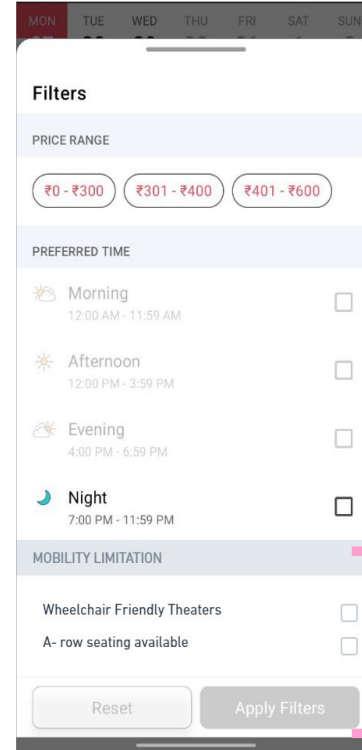 MON TUE WED THU FRI SAT SUN
Filters
PRICE RANGE
₹0 - ₹300 ₹301 - ₹400 ₹401 - ₹600
PREFERRED TIME
Morning
12:00 AM - 11:59 AM
Afternoon
12:00 PM - 3:59 PM
Evening
4:00 PM - 6:59 PM
Night
7:00 PM - 11:59 PM
MOBILITY LIMITATION
Wheelchair Friendly Theaters
A- row seating available
Reset Apply Filters